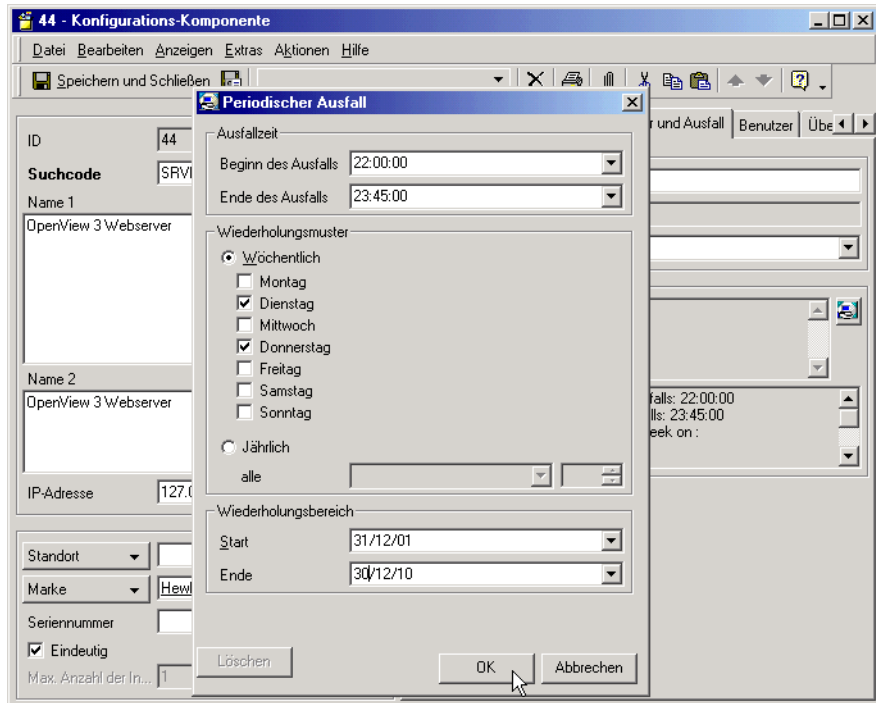 44 - Konfigurations-Komponente
Datei Bearbeiten Anzeigen Extras Aktionen Hilfe
Speichern und Schließen
Periodischer Ausfall
r und Ausfall Benutzer Übe
ID 44
Suchcode SRVI
Name 1
OpenView 3 Webserver
Name 2
OpenView 3 Webserver
IP-Adresse 127.0
Standort
Marke Hewl
Seriennummer
Eindeutig
Max. Anzahl der In... 1
Ausfallzeit
Beginn des Ausfalls 22:00:00
Ende des Ausfalls 23:45:00
Wiederholungsmuster
Wöchentlich
Montag
Dienstag
Mittwoch
Donnerstag
Freitag
Samstag
Sonntag
Jährlich
alle
Wiederholungsbereich
Start 31/12/01
Ende 30/12/10
Löschen OK Abbrechen
falls: 22:00:00
lls: 23:45:00
eek on :